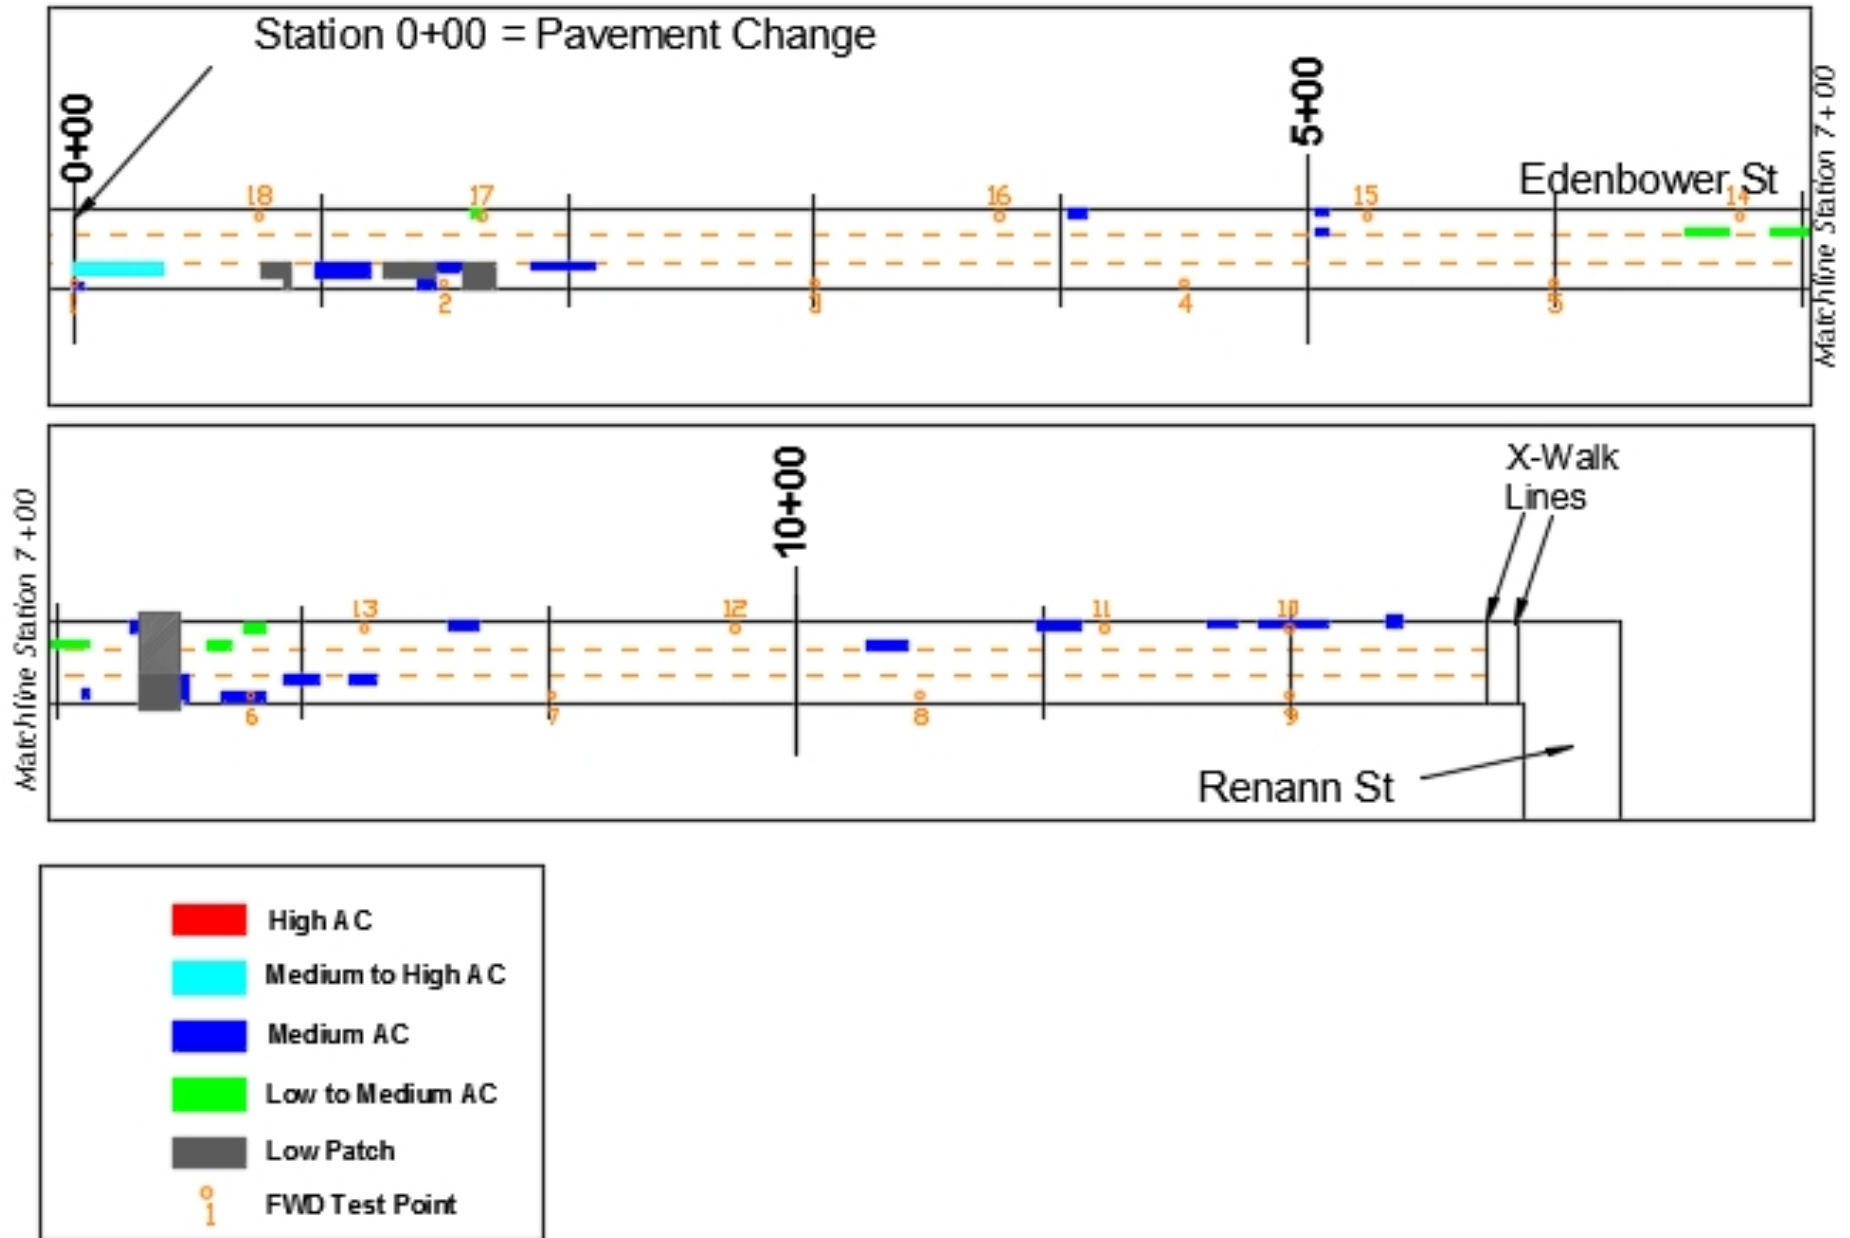 Station 0+00 = Pavement Change
0+00
5+00
Edenbower St
Matchline Station 7+00
18
17
16
15
14
1
2
3
4
5
Matchline Station 7+00
10+00
X-Walk
Lines
13
12
11
10
6
7
8
9
Renann St
High AC
Medium to High AC
Medium AC
Low to Medium AC
Low Patch
1
FWD Test Point